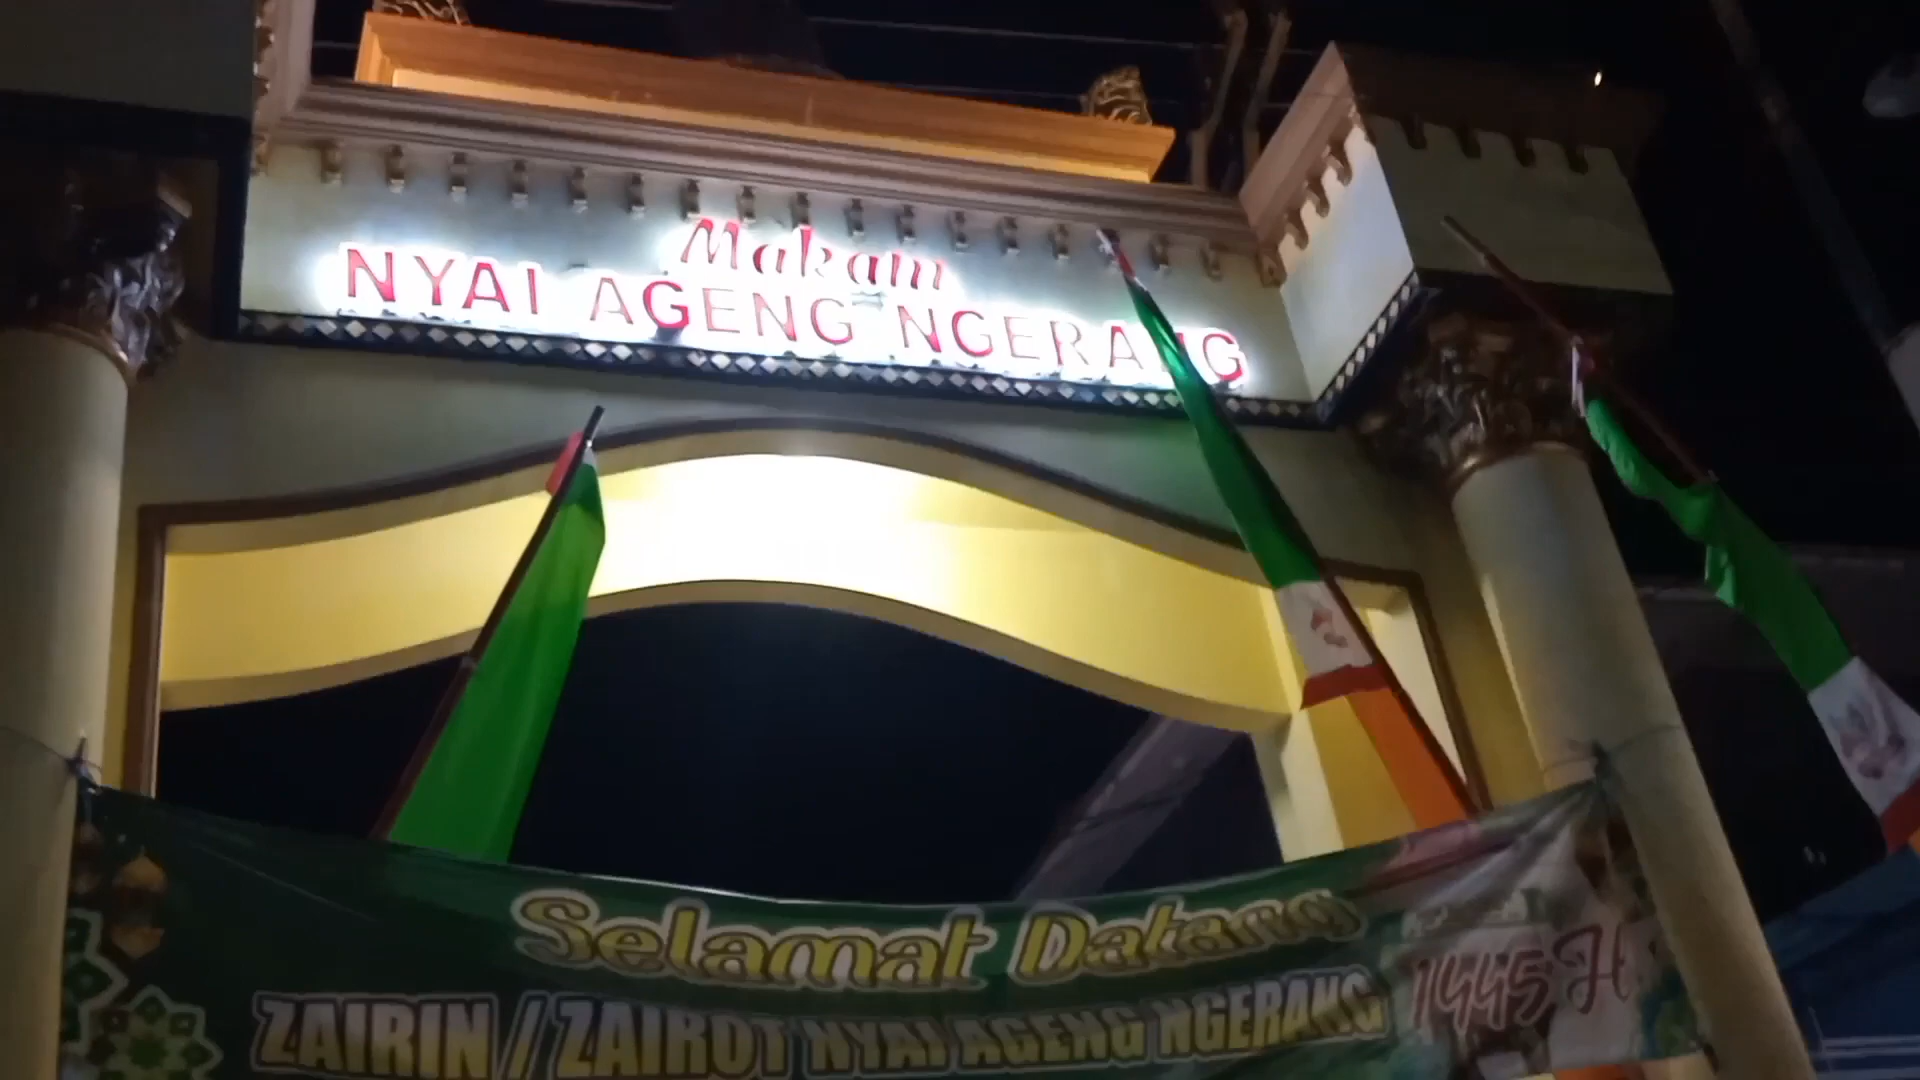 Makam
NYAI AGENG NGERANG
Selamat Datang
ZAIRIN / ZAIROT NYAI AGENG NGERANG
1445 H